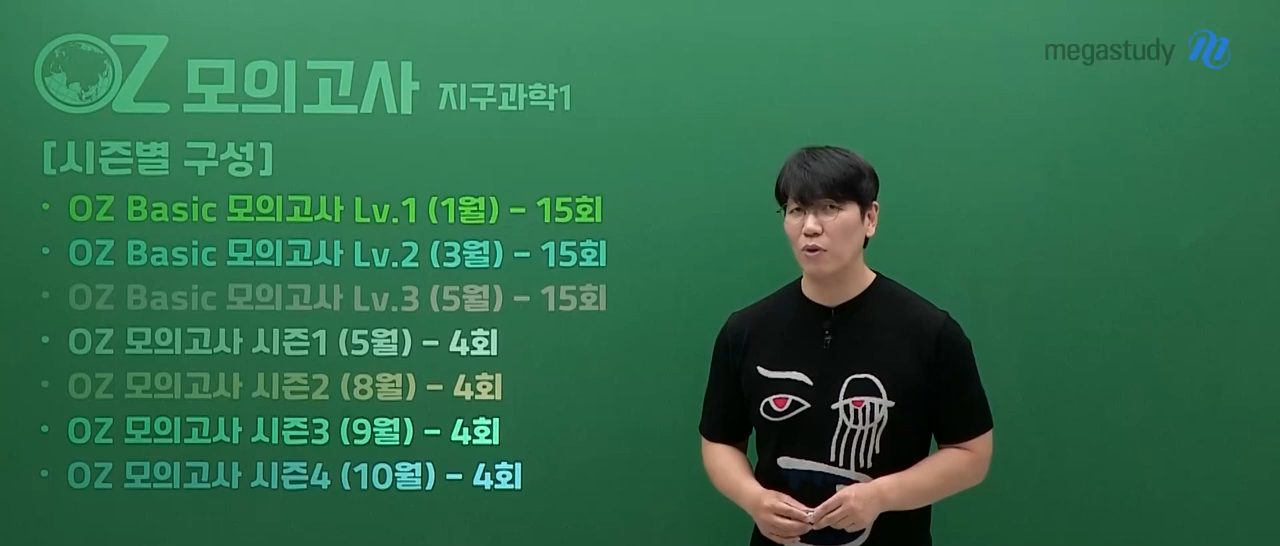 OZ 모의고사 지구과학1
megastudy
[시즌별 구성]
• OZ Basic 모의고사 Lv.1 (1월) – 15회
• OZ Basic 모의고사 Lv.2 (3월) – 15회
• OZ Basic 모의고사 Lv.3 (5월) – 15회
• OZ 모의고사 시즌1 (5월) – 4회
• OZ 모의고사 시즌2 (8월) – 4회
• OZ 모의고사 시즌3 (9월) – 4회
• OZ 모의고사 시즌4 (10월) – 4회